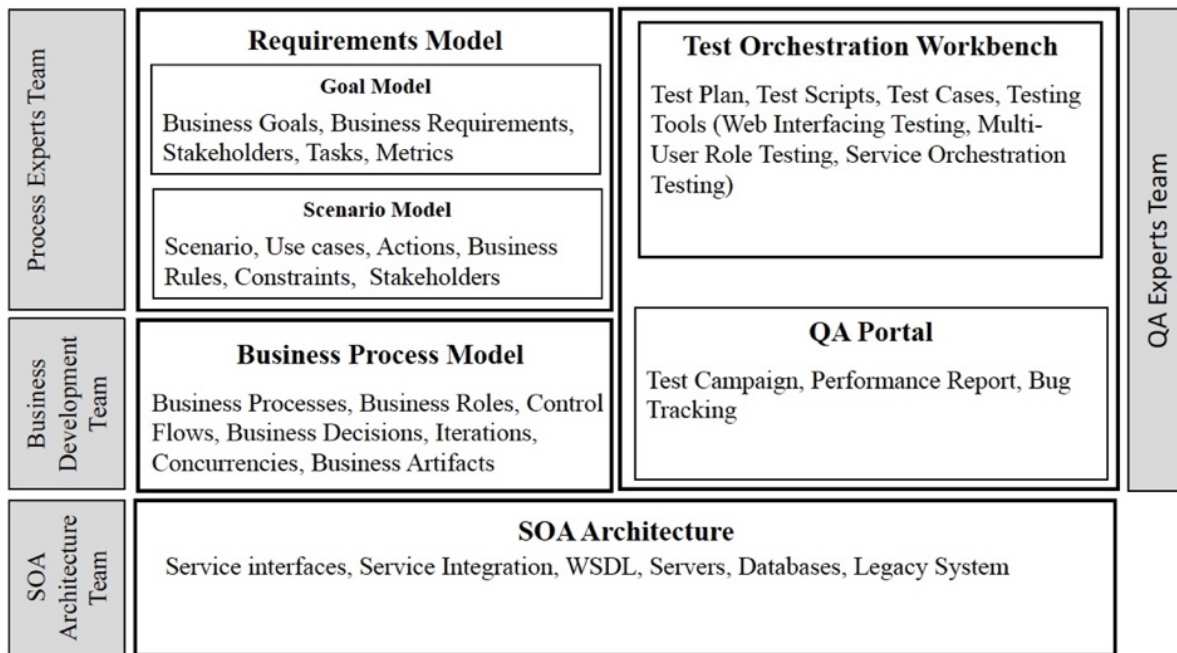 Process Experts Team
Requirements Model
Goal Model
Business Goals, Business Requirements,
Stakeholders, Tasks, Metrics
Scenario Model
Scenario, Use cases, Actions, Business
Rules, Constraints, Stakeholders
Test Orchestration Workbench
Test Plan, Test Scripts, Test Cases, Testing
Tools (Web Interfacing Testing, Multi-
User Role Testing, Service Orchestration
Testing)
QA Experts Team
Business
Development
Team
Business Process Model
Business Processes, Business Roles, Control
Flows, Business Decisions, Iterations,
Concurrencies, Business Artifacts
QA Portal
Test Campaign, Performance Report, Bug
Tracking
SOA
Architecture
Team
SOA Architecture
Service interfaces, Service Integration, WSDL, Servers, Databases, Legacy System